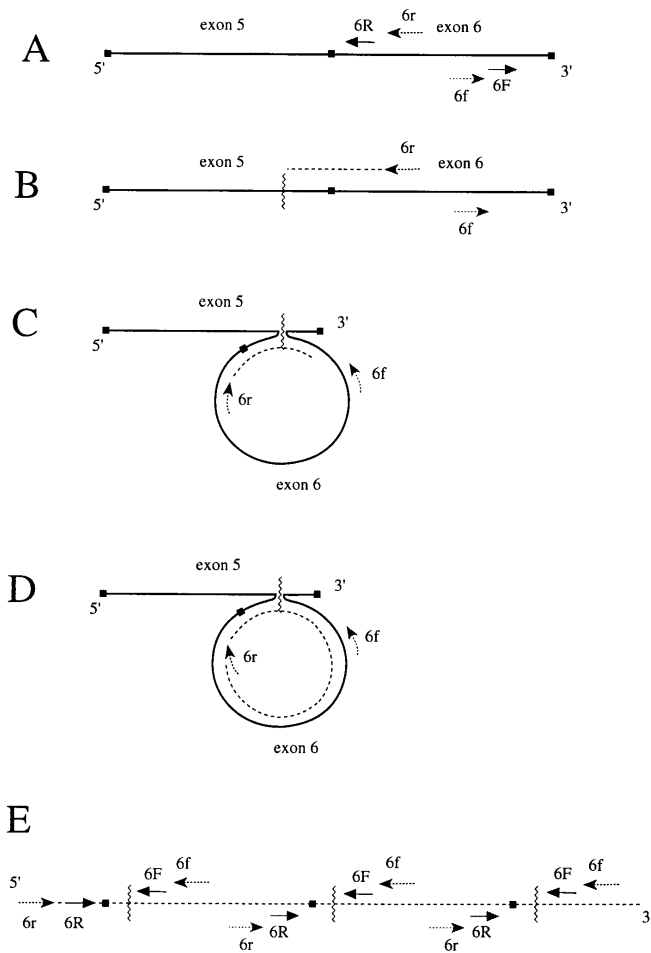 6r
exon 5 6R exon 6
A
5' 3'
6f 6F
6r
exon 5 exon 6
B
5' 3'
6f
exon 5
C 3'
5'
6f
6r
exon 6
exon 5
D 3'
5'
6f
6r
exon 6
E
6f 6f 6f
5' 6F 6F 6F
3
6r 6R 6R 6R
6r 6r